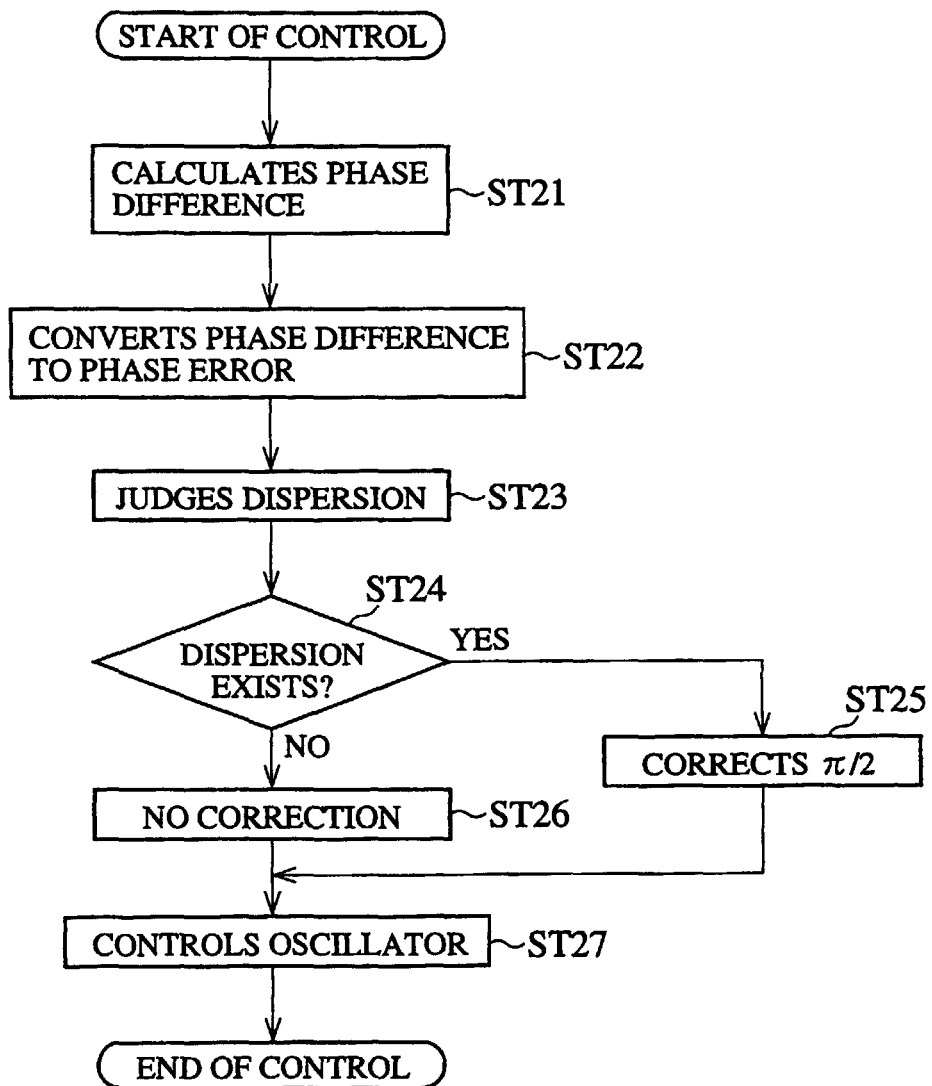 START OF CONTROL
CALCULATES PHASE
DIFFERENCE
ST21
CONVERTS PHASE DIFFERENCE
TO PHASE ERROR
ST22
JUDGES DISPERSION
ST23
ST24
DISPERSION
EXISTS?
YES
NO
ST25
CORRECTS π/2
NO CORRECTION
ST26
CONTROLS OSCILLATOR
ST27
END OF CONTROL